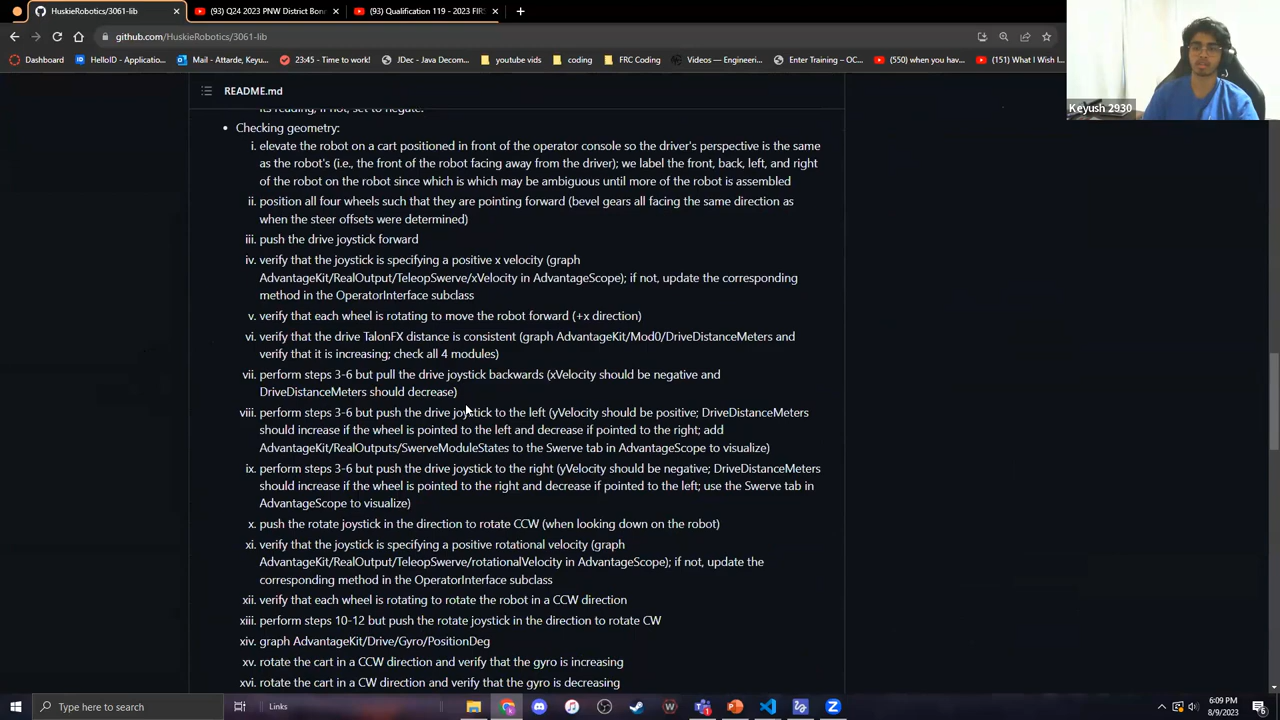 HuskieRobotics/3061-lib
(93) Q24 2023 PNW District Bonn
(93) Qualification 119 - 2023 FIRS
github.com/HuskieRobotics/3061-lib
Dashboard
HelloID - Applicatio...
Mail - Attarde, Keyu...
23:45 - Time to work!
JDec - Java Decom...
youtube vids
coding
FRC Coding
Videos — Engineeri...
Enter Training – OC...
(550) when you hav...
(151) What I Wish I...
README.md
Keyush 2930
its reading, if not, set to negate.
• Checking geometry:
i. elevate the robot on a cart positioned in front of the operator console so the driver's perspective is the same
as the robot's (i.e., the front of the robot facing away from the driver); we label the front, back, left, and right
of the robot on the robot since which is which may be ambiguous until more of the robot is assembled
ii. position all four wheels such that they are pointing forward (bevel gears all facing the same direction as
when the steer offsets were determined)
iii. push the drive joystick forward
iv. verify that the joystick is specifying a positive x velocity (graph
AdvantageKit/RealOutput/TeleopSwerve/xVelocity in AdvantageScope); if not, update the corresponding
method in the OperatorInterface subclass
v. verify that each wheel is rotating to move the robot forward (+x direction)
vi. verify that the drive TalonFX distance is consistent (graph AdvantageKit/Mod0/DriveDistanceMeters and
verify that it is increasing; check all 4 modules)
vii. perform steps 3-6 but pull the drive joystick backwards (xVelocity should be negative and
DriveDistanceMeters should decrease)
viii. perform steps 3-6 but push the drive joystick to the left (yVelocity should be positive; DriveDistanceMeters
should increase if the wheel is pointed to the left and decrease if pointed to the right; add
AdvantageKit/RealOutputs/SwerveModuleStates to the Swerve tab in AdvantageScope to visualize)
ix. perform steps 3-6 but push the drive joystick to the right (yVelocity should be negative; DriveDistanceMeters
should increase if the wheel is pointed to the right and decrease if pointed to the left; use the Swerve tab in
AdvantageScope to visualize)
x. push the rotate joystick in the direction to rotate CCW (when looking down on the robot)
xi. verify that the joystick is specifying a positive rotational velocity (graph
AdvantageKit/RealOutput/TeleopSwerve/rotationalVelocity in AdvantageScope); if not, update the
corresponding method in the OperatorInterface subclass
xii. verify that each wheel is rotating to rotate the robot in a CCW direction
xiii. perform steps 10-12 but push the rotate joystick in the direction to rotate CW
xiv. graph AdvantageKit/Drive/Gyro/PositionDeg
xv. rotate the cart in a CCW direction and verify that the gyro is increasing
xvi. rotate the cart in a CW direction and verify that the gyro is decreasing
Type here to search
Links
6:09 PM
8/9/2023